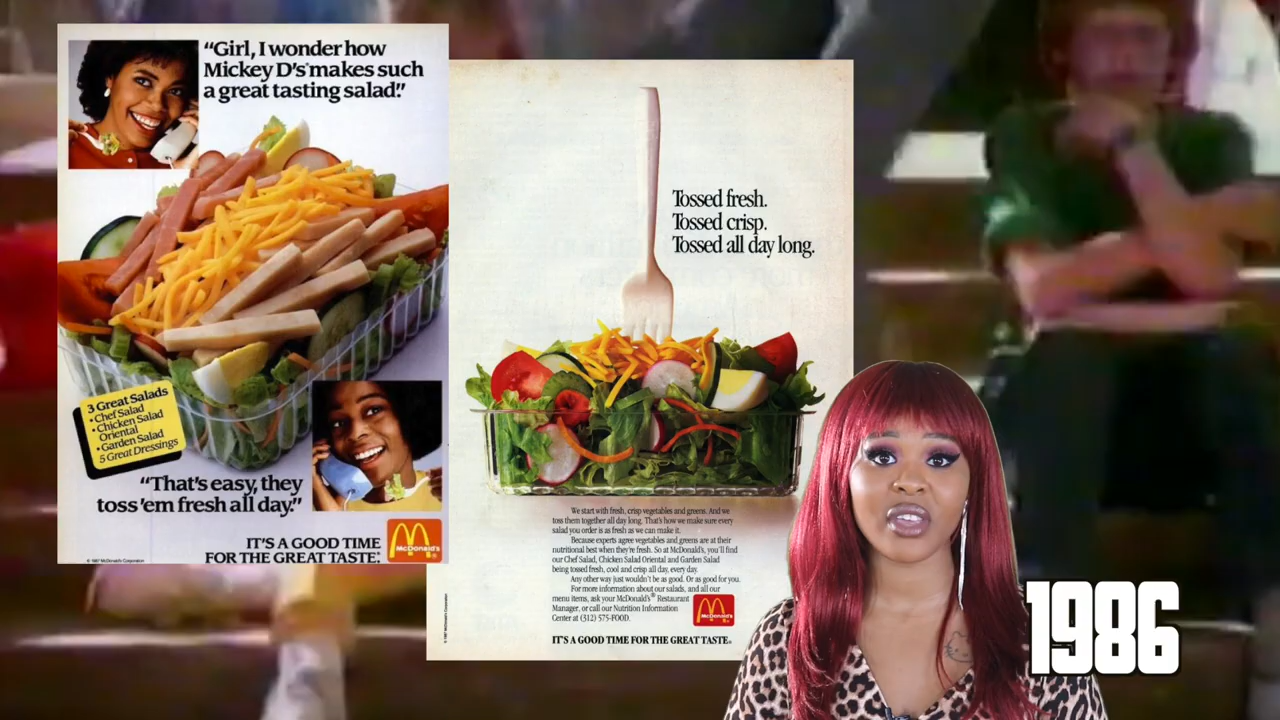 “Girl, I wonder how
Mickey D's® makes such
a great tasting salad.”
3 Great Salads
• Chef Salad
• Chicken Salad
Oriental
• Garden Salad
5 Great Dressings
“That's easy, they
toss 'em fresh all day.”
IT'S A GOOD TIME
FOR THE GREAT TASTE.
McDonald's
© 1987 McDonald's Corporation
Tossed fresh.
Tossed crisp.
Tossed all day long.
We start with fresh, crisp vegetables and greens. And we
toss them together all day long. That's how we make sure every
salad you order is as fresh as we can make it.
Because experts agree vegetables and greens are at their
nutritional best when they're fresh. So at McDonald's, you'll find
our Chef Salad, Chicken Salad Oriental and Garden Salad
being tossed fresh, cool and crisp all day, every day.
Any other way just wouldn't be as good. Or as good for you.
For more information about our salads, and all our
menu items, ask your McDonald's® Restaurant
Manager, or call our Nutrition Information
Center at (312) 575-FOOD.
McDonald's
IT'S A GOOD TIME FOR THE GREAT TASTE®
© 1987 McDonald's Corporation
1986